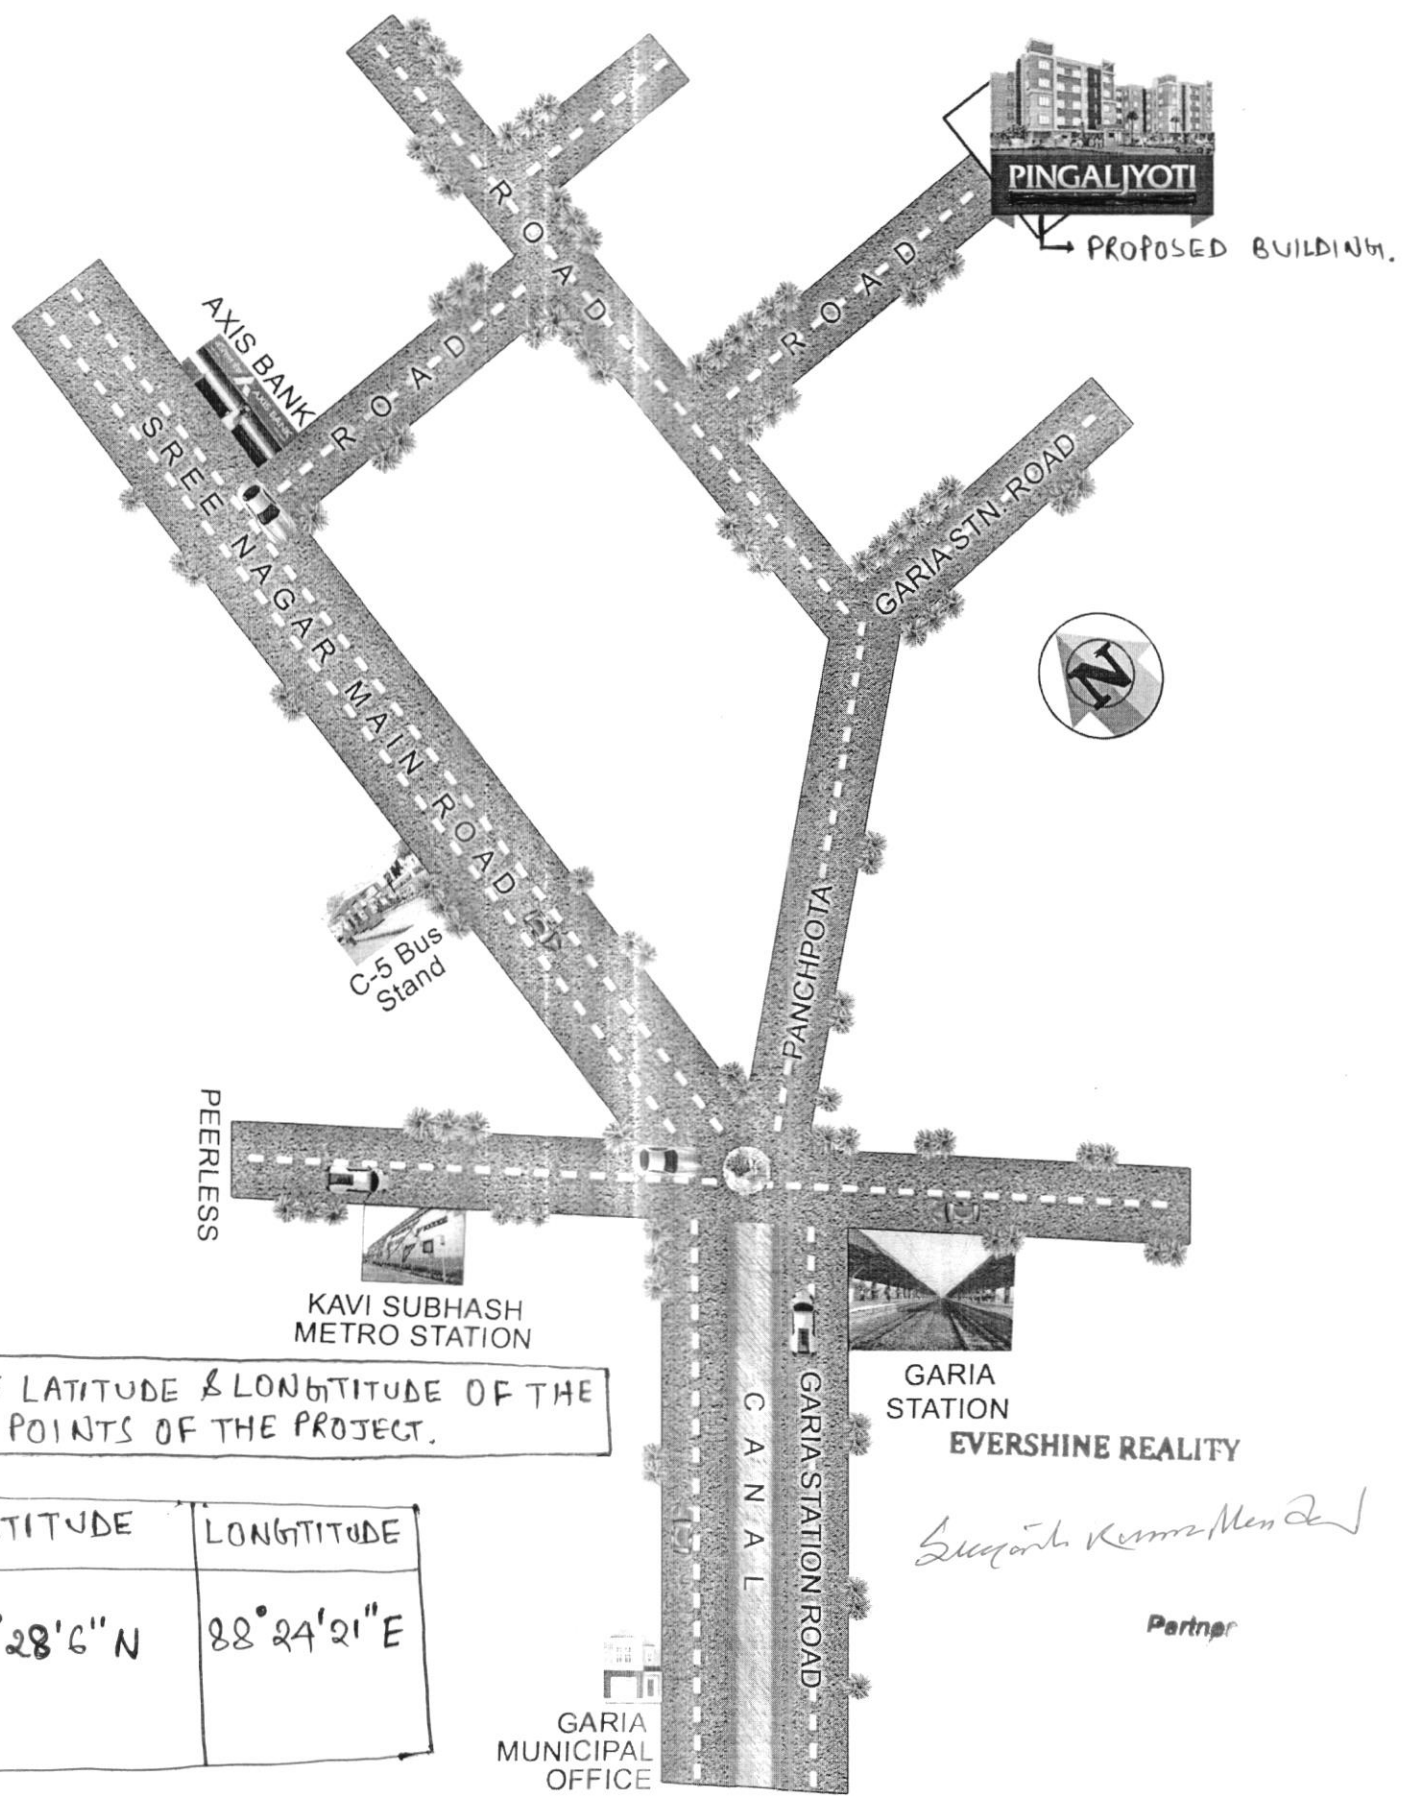 PINGALJYOTI
PROPOSED BUILDING.
ROAD
ROAD
ROAD
AXIS BANK
AXIS BANK
SREE NAGAR MAIN ROAD
GARIA STN. ROAD
N
PANCHPOTA
C-5 Bus
Stand
PEERLESS
KAVI SUBHASH
METRO STATION
GARIA
STATION
LATITUDE & LONGTITUDE OF THE
POINTS OF THE PROJECT.
EVERSHINE REALITY
TITUDE
LONGTITUDE
28'6" N
88°24'21" E
CANAL
GARIA STATION ROAD
Partner
GARIA
MUNICIPAL
OFFICE